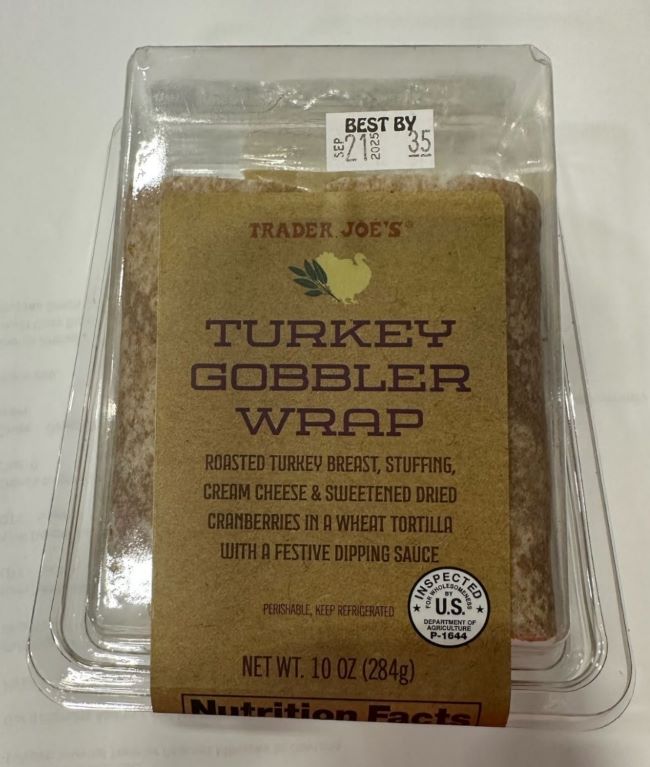 BEST BY
SEP 21 2025 35
TRADER JOE'S®
TURKEY
GOBBLER
WRAP
ROASTED TURKEY BREAST, STUFFING,
CREAM CHEESE & SWEETENED DRIED
CRANBERRIES IN A WHEAT TORTILLA
WITH A FESTIVE DIPPING SAUCE
PERISHABLE, KEEP REFRIGERATED
INSPECTED
FOR WHOLESOMENESS
BY
U.S.
DEPARTMENT OF
AGRICULTURE
P-1644
NET WT. 10 OZ (284g)
Nutrition Facts